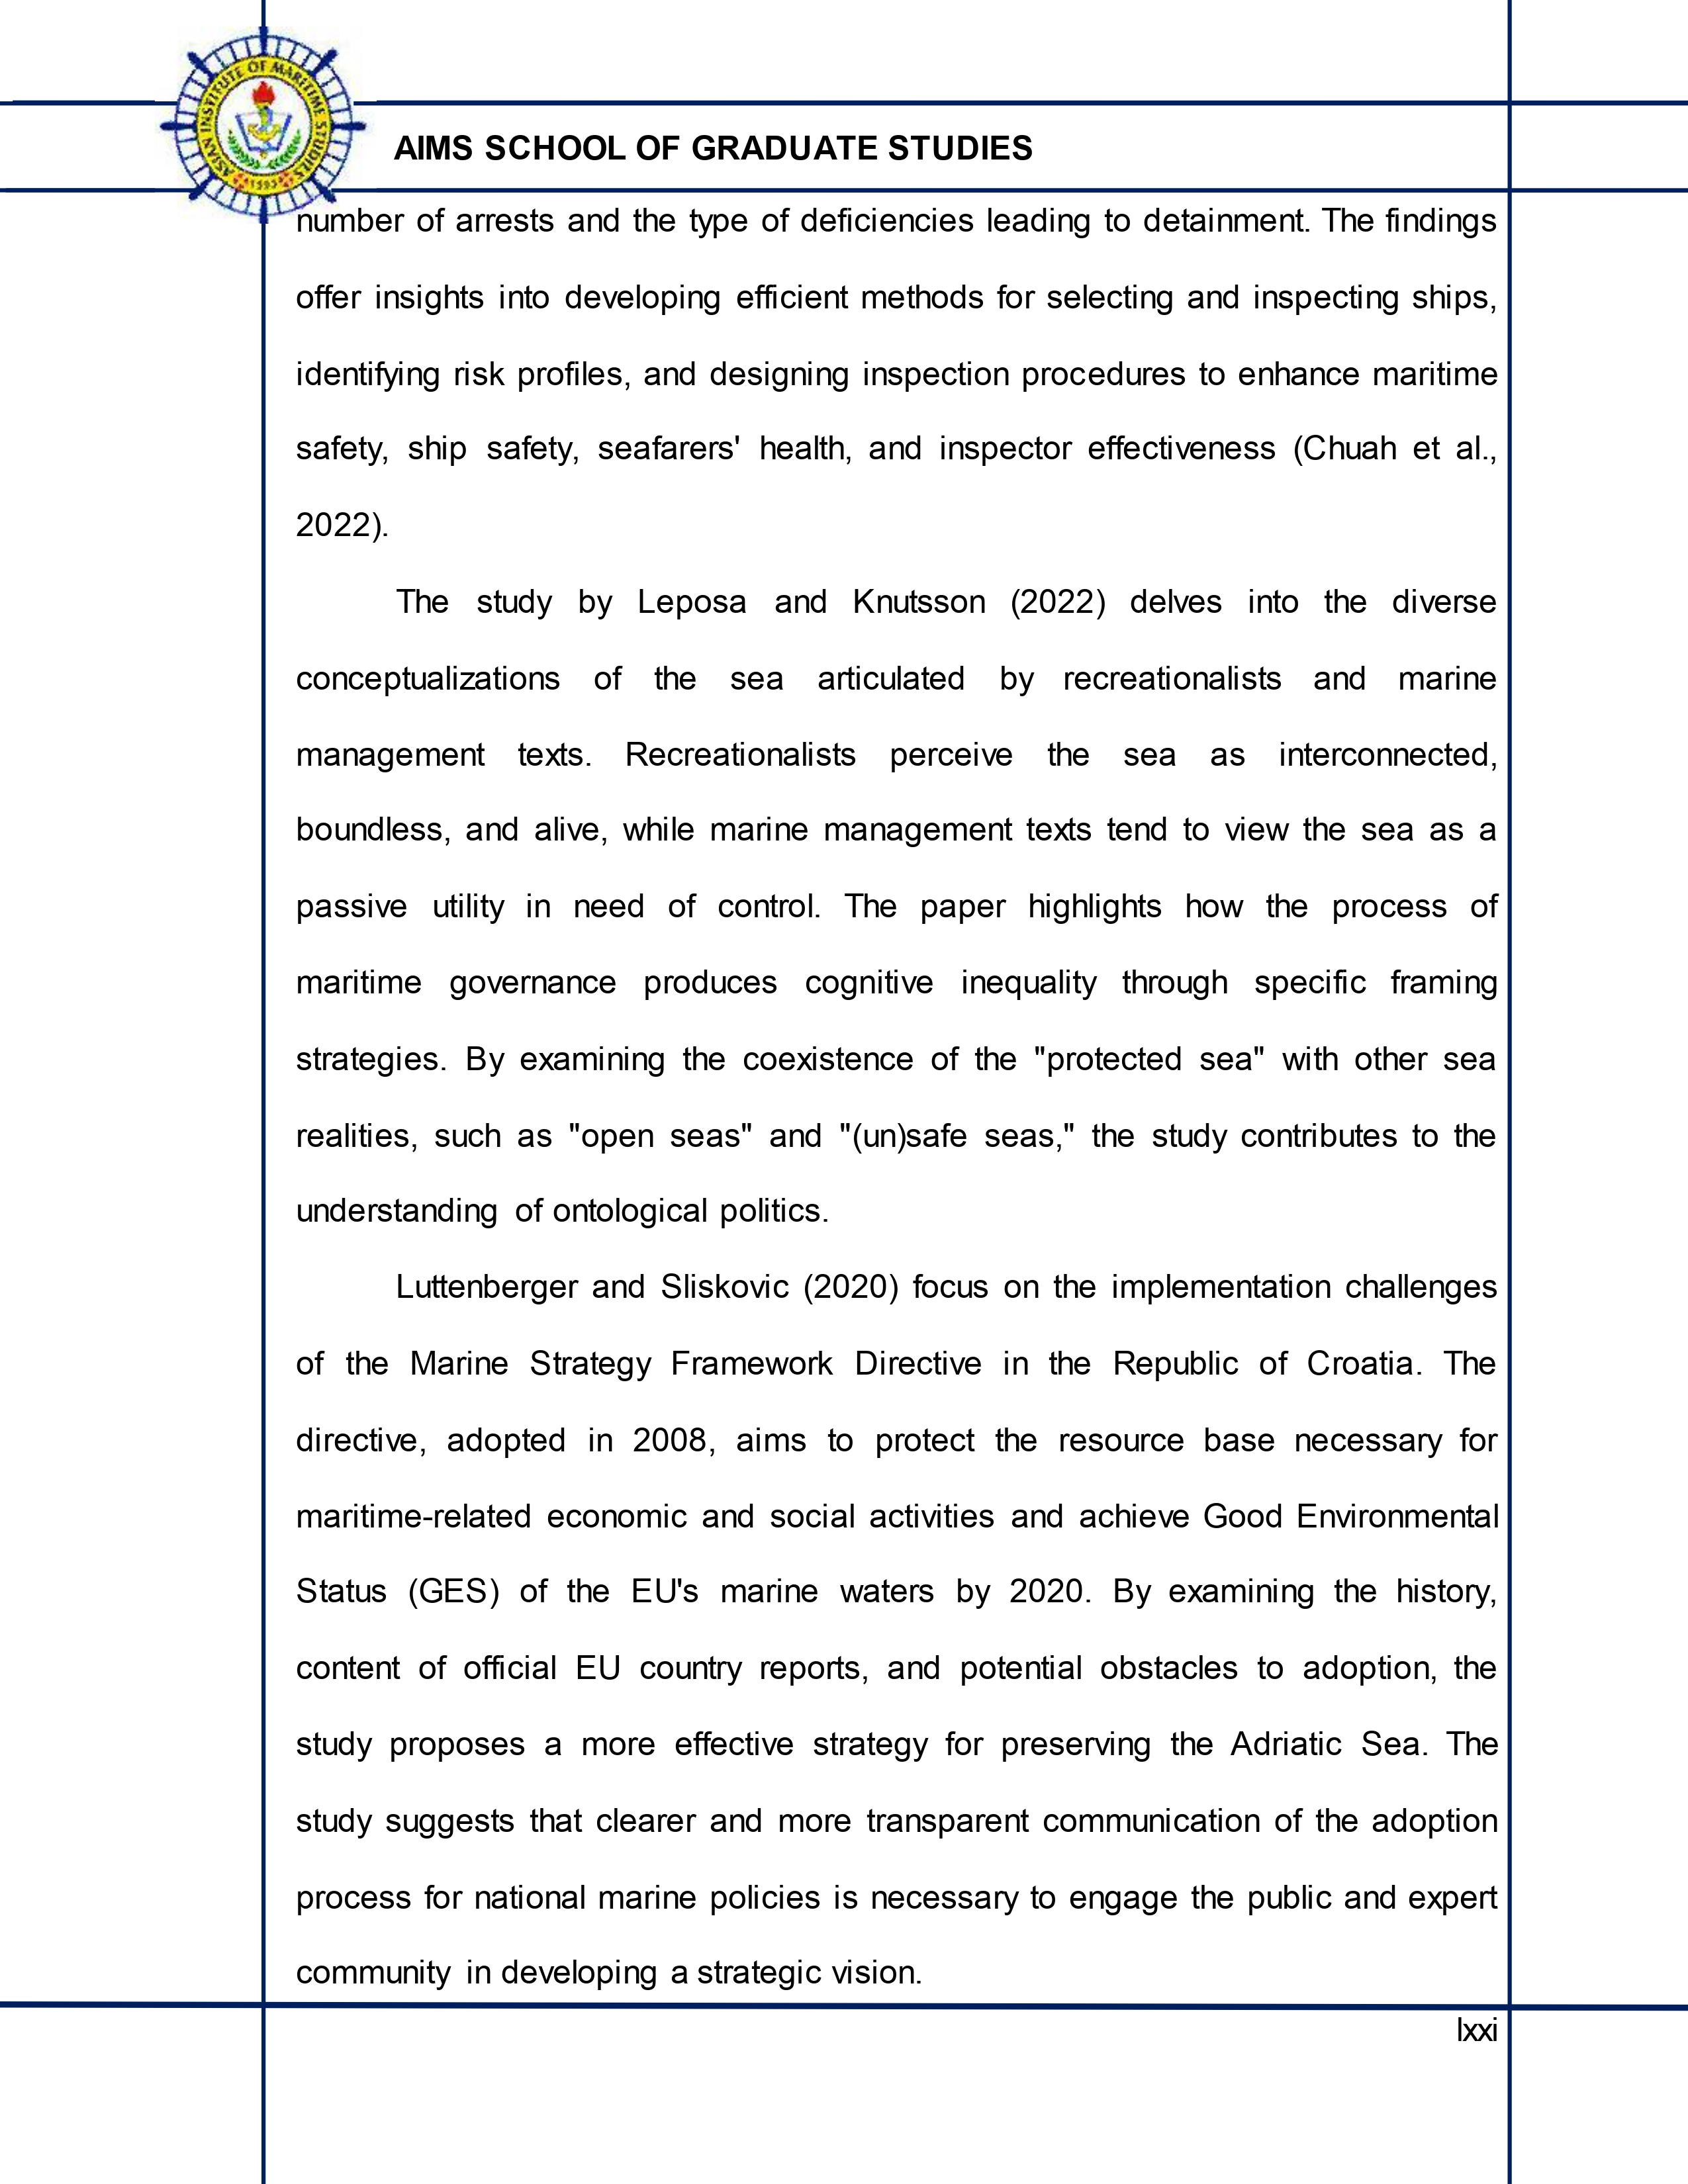 ASIAN INSTITUTE OF MARITIME STUDIES
1993
AIMS SCHOOL OF GRADUATE STUDIES
number of arrests and the type of deficiencies leading to detainment. The findings
offer insights into developing efficient methods for selecting and inspecting ships,
identifying risk profiles, and designing inspection procedures to enhance maritime
safety, ship safety, seafarers' health, and inspector effectiveness (Chuah et al.,
2022).
The study by Leposa and Knutsson (2022) delves into the diverse
conceptualizations of the sea articulated by recreationalists and marine
management texts. Recreationalists perceive the sea as interconnected,
boundless, and alive, while marine management texts tend to view the sea as a
passive utility in need of control. The paper highlights how the process of
maritime governance produces cognitive inequality through specific framing
strategies. By examining the coexistence of the "protected sea" with other sea
realities, such as "open seas" and "(un)safe seas," the study contributes to the
understanding of ontological politics.
Luttenberger and Sliskovic (2020) focus on the implementation challenges
of the Marine Strategy Framework Directive in the Republic of Croatia. The
directive, adopted in 2008, aims to protect the resource base necessary for
maritime-related economic and social activities and achieve Good Environmental
Status (GES) of the EU's marine waters by 2020. By examining the history,
content of official EU country reports, and potential obstacles to adoption, the
study proposes a more effective strategy for preserving the Adriatic Sea. The
study suggests that clearer and more transparent communication of the adoption
process for national marine policies is necessary to engage the public and expert
community in developing a strategic vision.
lxxi